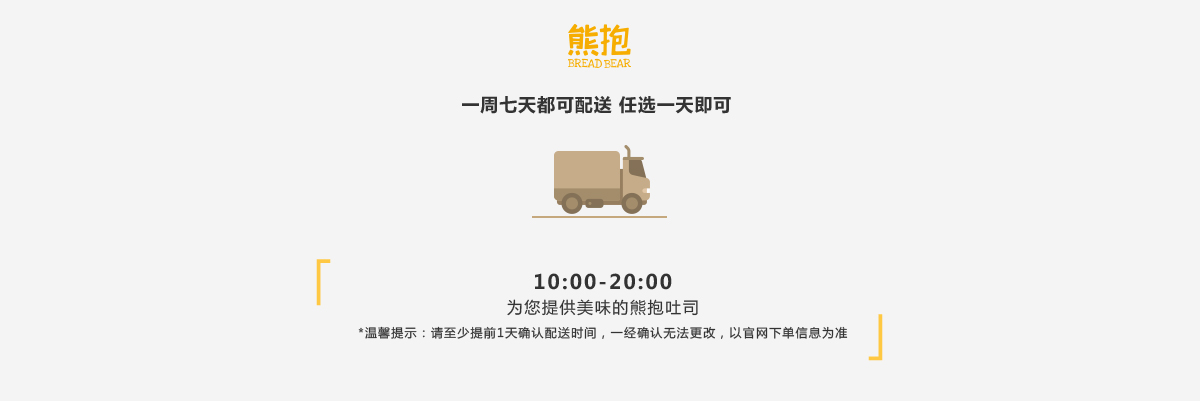 熊抱
BREAD BEAR
一周七天都可配送 任选一天即可
10:00-20:00
为您提供美味的熊抱吐司
*温馨提示：请至少提前1天确认配送时间，一经确认无法更改，以官网下单信息为准